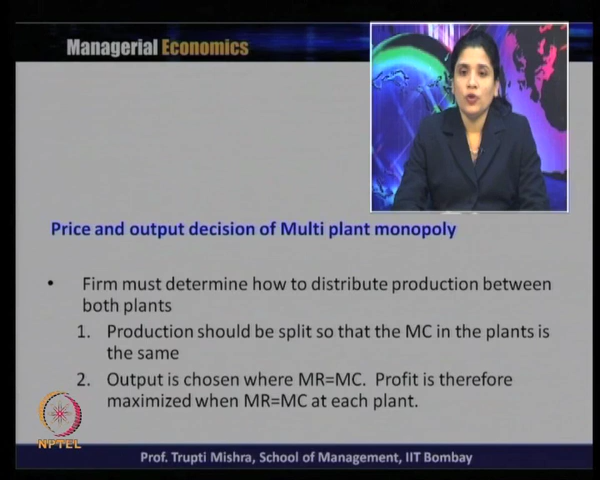 Managerial Economics
Price and output decision of Multi plant monopoly
• Firm must determine how to distribute production between
both plants
1. Production should be split so that the MC in the plants is
the same
2. Output is chosen where MR=MC. Profit is therefore
maximized when MR=MC at each plant.
NPTEL
Prof. Trupti Mishra, School of Management, IIT Bombay